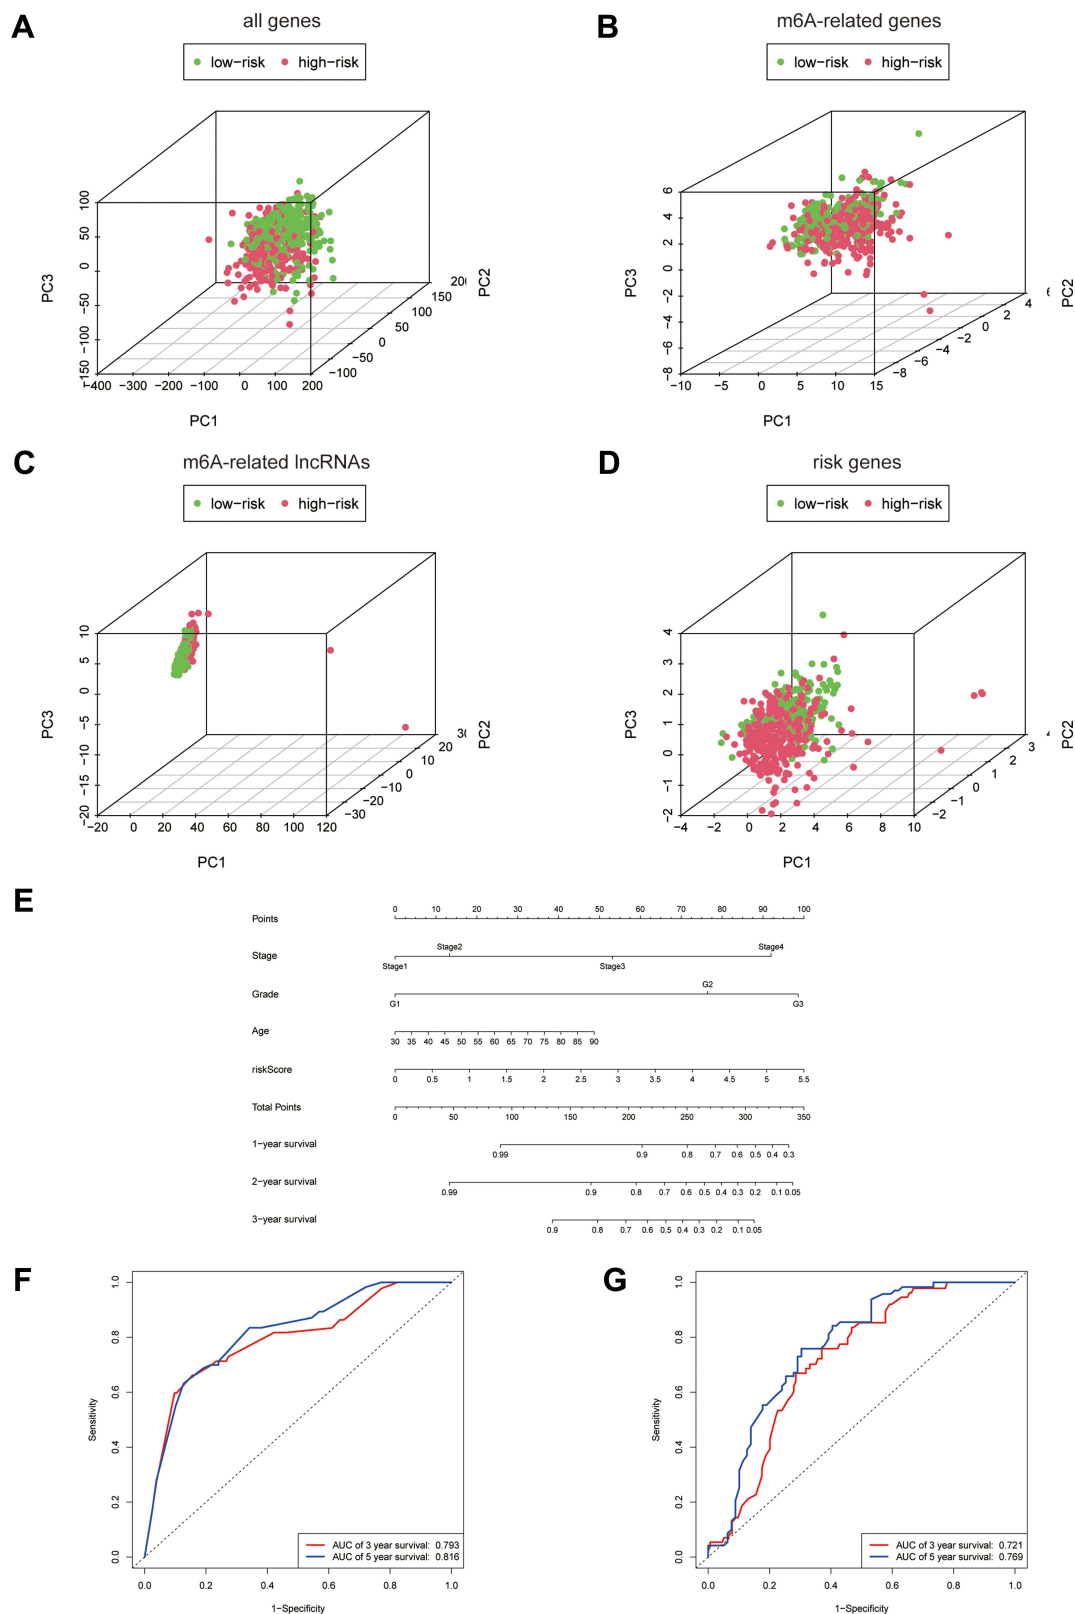 A
all genes
low−risk high−risk
PC3
−150 −100 −50 0 50 100
−400 −300 −200 −100 0 100 200
−100 −50 0 50 100 150 200
PC1
PC2
B
m6A-related genes
low−risk high−risk
PC3
−8 −6 −4 −2 0 2 4 6
−10 −5 0 5 10 15
−8 −6 −4 −2 0 2 4
PC1
PC2
C
m6A-related lncRNAs
low−risk high−risk
PC3
−20 −15 −10 −5 0 5 10
−20 0 20 40 60 80 100 120
−30 −20 −10 0 10 20 30
PC1
PC2
D
risk genes
low−risk high−risk
PC3
−2 −1 0 1 2 3 4
−4 −2 0 2 4 6 8 10
−2 −1 0 1 2 3
PC1
PC2
E
Points
0 10 20 30 40 50 60 70 80 90 100
Stage
Stage2 Stage4
Stage1 Stage3
Grade
G2
G1 G3
Age
30 35 40 45 50 55 60 65 70 75 80 85 90
riskScore
0 0.5 1 1.5 2 2.5 3 3.5 4 4.5 5 5.5
Total Points
0 50 100 150 200 250 300 350
1−year survival
0.99 0.9 0.8 0.7 0.6 0.5 0.4 0.3
2−year survival
0.99 0.9 0.8 0.7 0.6 0.5 0.4 0.3 0.2 0.1 0.05
3−year survival
0.9 0.8 0.7 0.6 0.5 0.4 0.3 0.2 0.1 0.05
F
Sensitivity
0.0 0.2 0.4 0.6 0.8 1.0
AUC of 3 year survival: 0.793
AUC of 5 year survival: 0.816
0.0 0.2 0.4 0.6 0.8 1.0
1−Specificity
G
Sensitivity
0.0 0.2 0.4 0.6 0.8 1.0
AUC of 3 year survival: 0.721
AUC of 5 year survival: 0.769
0.0 0.2 0.4 0.6 0.8 1.0
1−Specificity